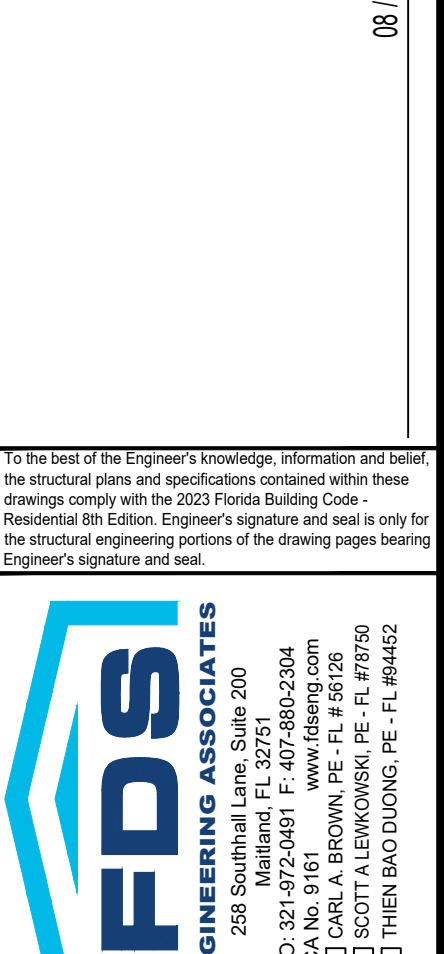 08 /
To the best of the Engineer's knowledge, information and belief,
the structural plans and specifications contained within these
drawings comply with the 2023 Florida Building Code -
Residential 8th Edition. Engineer's signature and seal is only for
the structural engineering portions of the drawing pages bearing
Engineer's signature and seal.
FDS
GINEERING ASSOCIATES
258 Southhall Lane, Suite 200
Maitland, FL 32751
O: 321-972-0491 F: 407-880-2304
CA No. 9161 www.fdseng.com
CARL A. BROWN, PE - FL # 56126
SCOTT A LEWKOWSKI, PE - FL #78750
THIEN BAO DUONG, PE - FL #94452